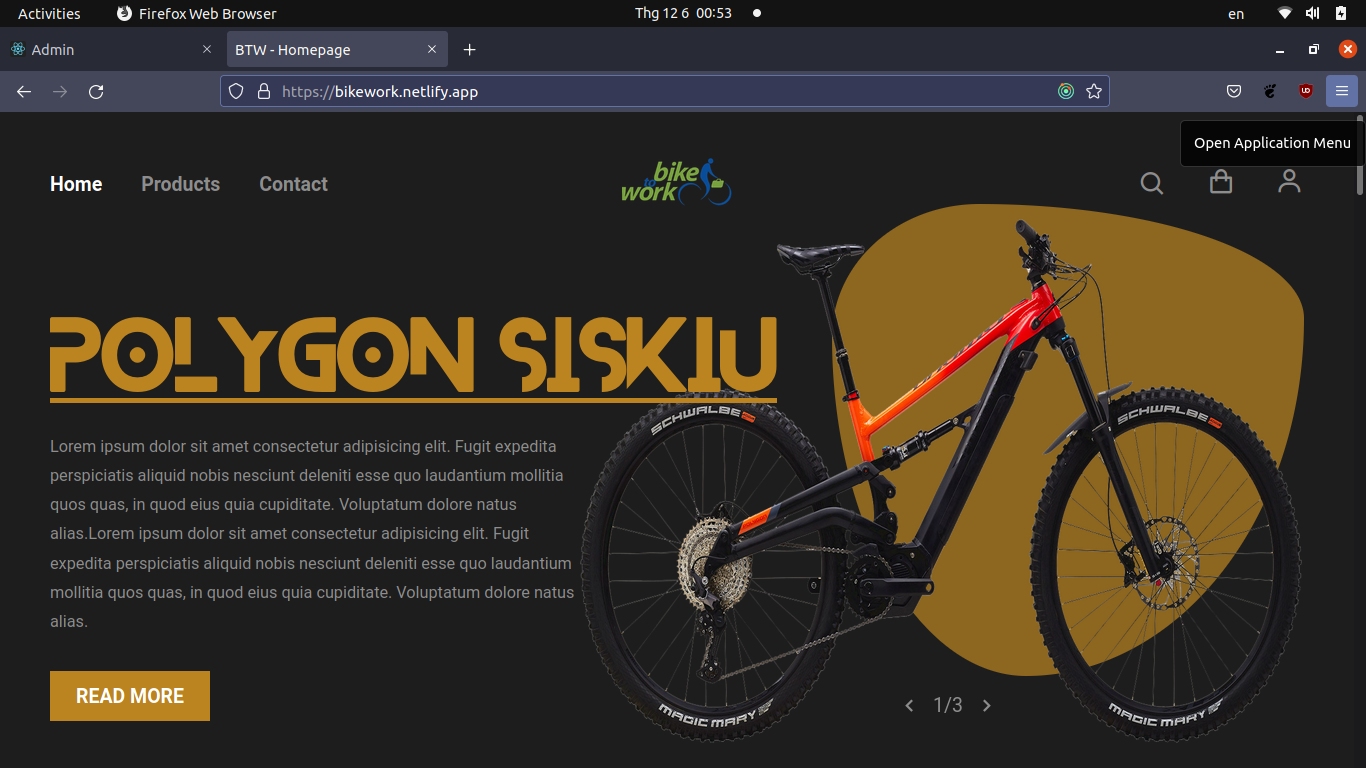 Activities Firefox Web Browser Thg 12 6 00:53 en
Admin BTW - Homepage
https://bikework.netlify.app
Open Application Menu
Home Products Contact
bike
to
work
POLYGON SISKIU
SCHWALBE
SCHWALBE
Lorem ipsum dolor sit amet consectetur adipisicing elit. Fugit expedita
perspiciatis aliquid nobis nesciunt deleniti esse quo laudantium mollitia
quos quas, in quod eius quia cupiditate. Voluptatum dolore natus
alias.Lorem ipsum dolor sit amet consectetur adipisicing elit. Fugit
expedita perspiciatis aliquid nobis nesciunt deleniti esse quo laudantium
mollitia quos quas, in quod eius quia cupiditate. Voluptatum dolore natus
alias.
READ MORE
1/3
MAGIC MARY
MAGIC MARY